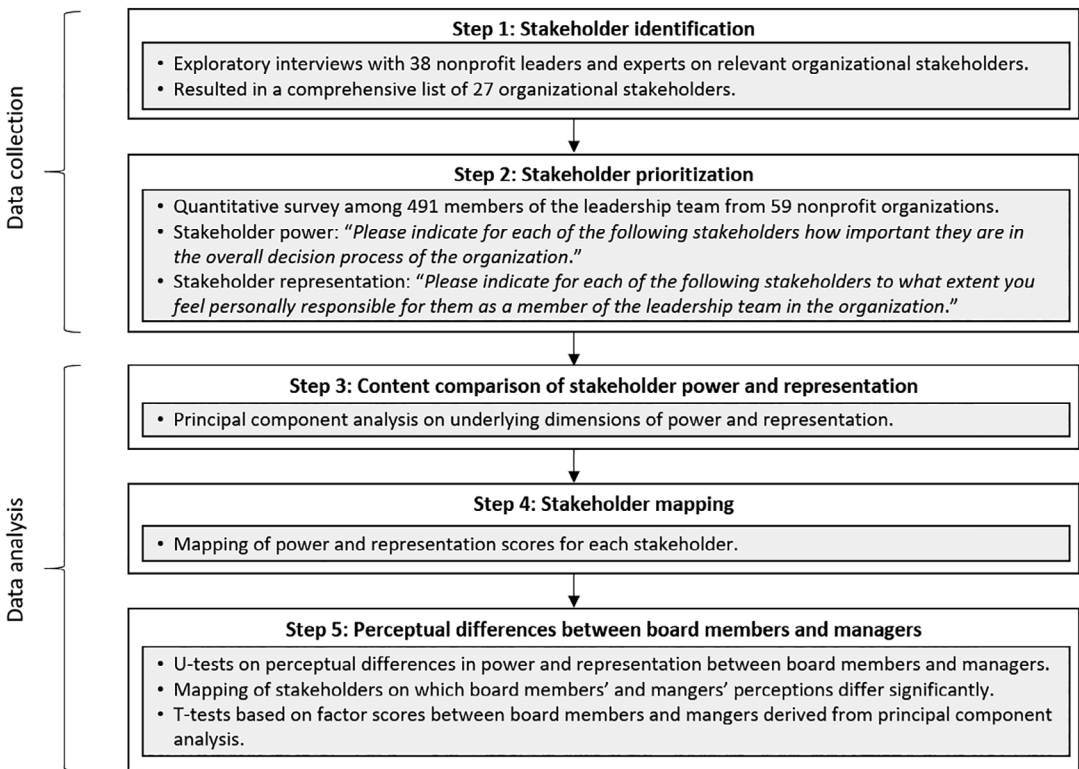 Data collection
Step 1: Stakeholder identification
• Exploratory interviews with 38 nonprofit leaders and experts on relevant organizational stakeholders.
• Resulted in a comprehensive list of 27 organizational stakeholders.
Step 2: Stakeholder prioritization
• Quantitative survey among 491 members of the leadership team from 59 nonprofit organizations.
• Stakeholder power: “Please indicate for each of the following stakeholders how important they are in
the overall decision process of the organization.”
• Stakeholder representation: “Please indicate for each of the following stakeholders to what extent you
feel personally responsible for them as a member of the leadership team in the organization.”
Data analysis
Step 3: Content comparison of stakeholder power and representation
• Principal component analysis on underlying dimensions of power and representation.
Step 4: Stakeholder mapping
• Mapping of power and representation scores for each stakeholder.
Step 5: Perceptual differences between board members and managers
• U-tests on perceptual differences in power and representation between board members and managers.
• Mapping of stakeholders on which board members’ and mangers’ perceptions differ significantly.
• T-tests based on factor scores between board members and mangers derived from principal component
analysis.